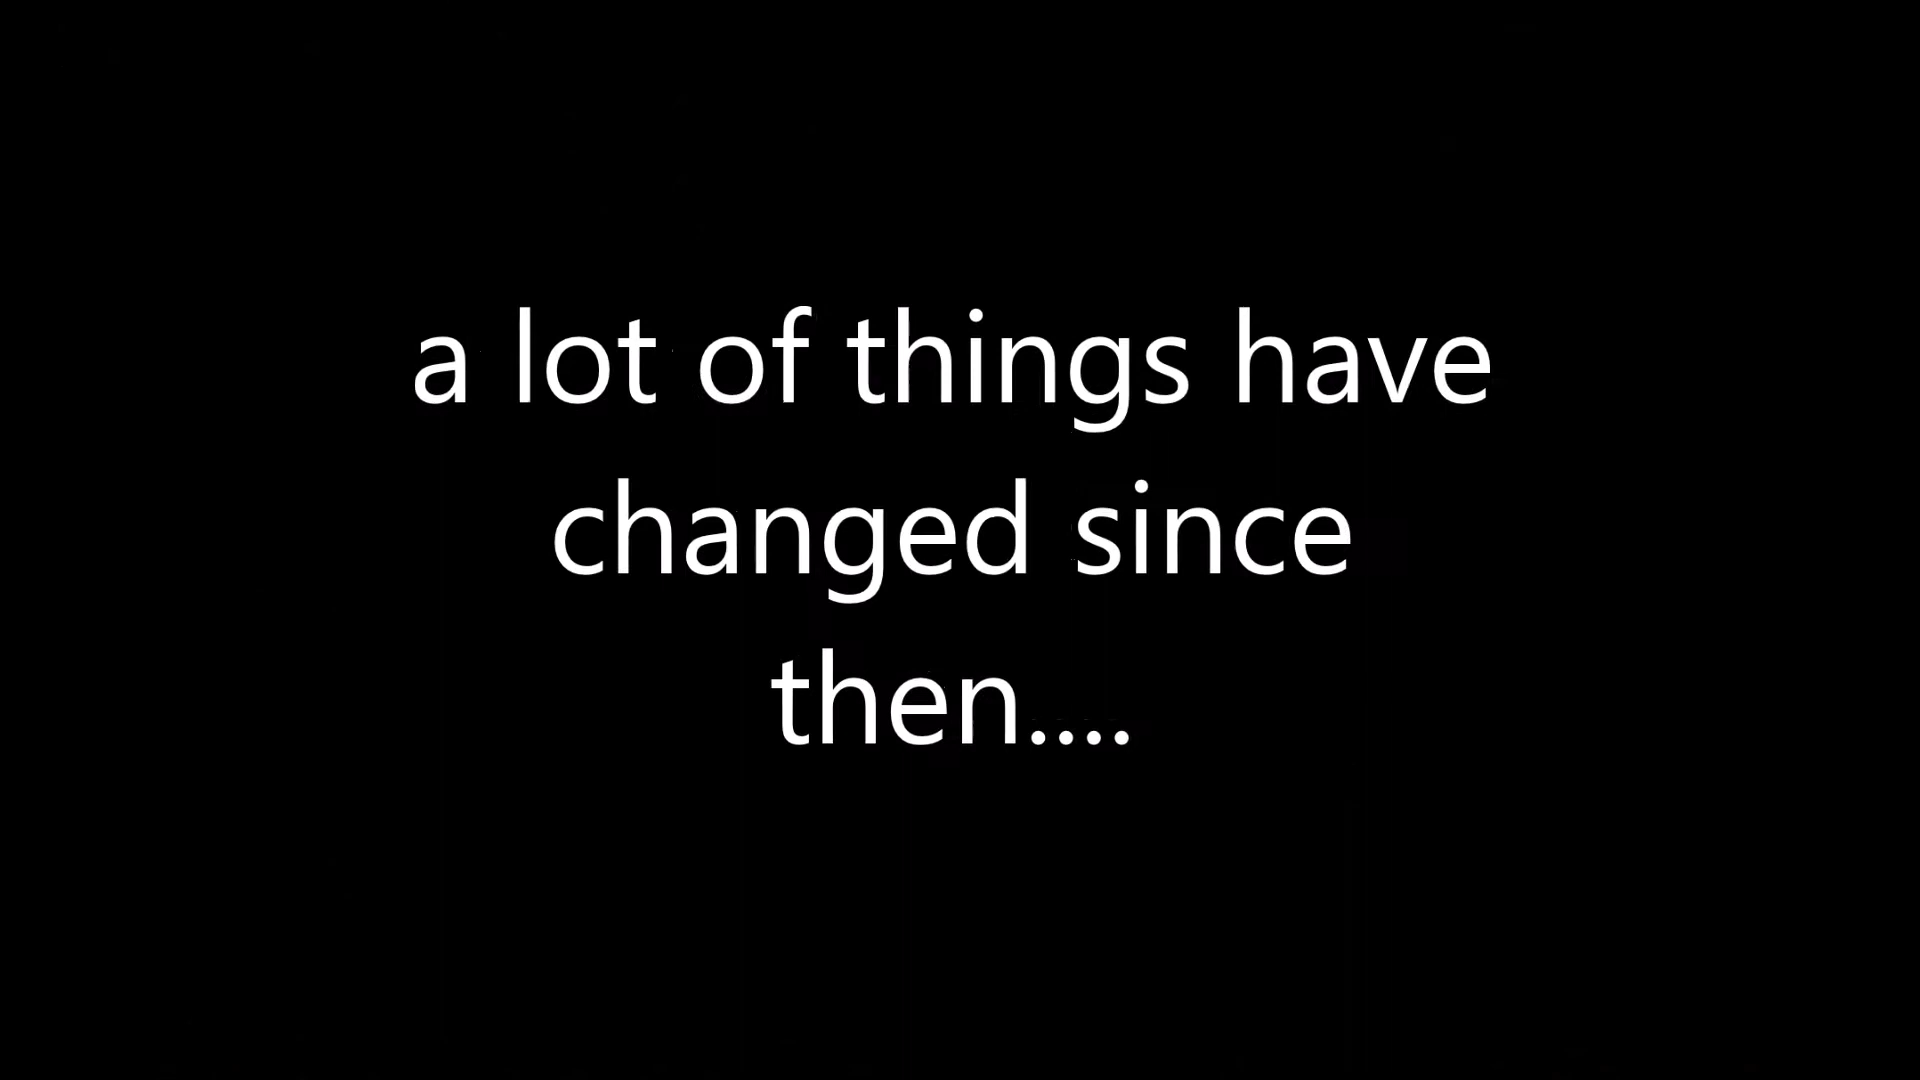 a lot of things have
changed since
then....